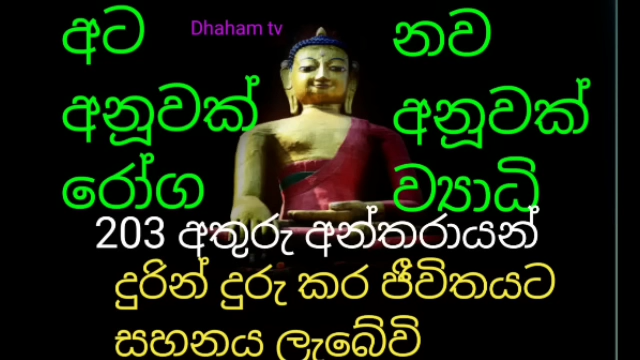 Dhaham tv
අට
අනූවක්
රෝග
නව
අනූවක්
ව්‍යාධි
203 අතුරු අන්තරායන්
දුරින් දුරු කර ජීවිතයට
සහනය ලැබේවි